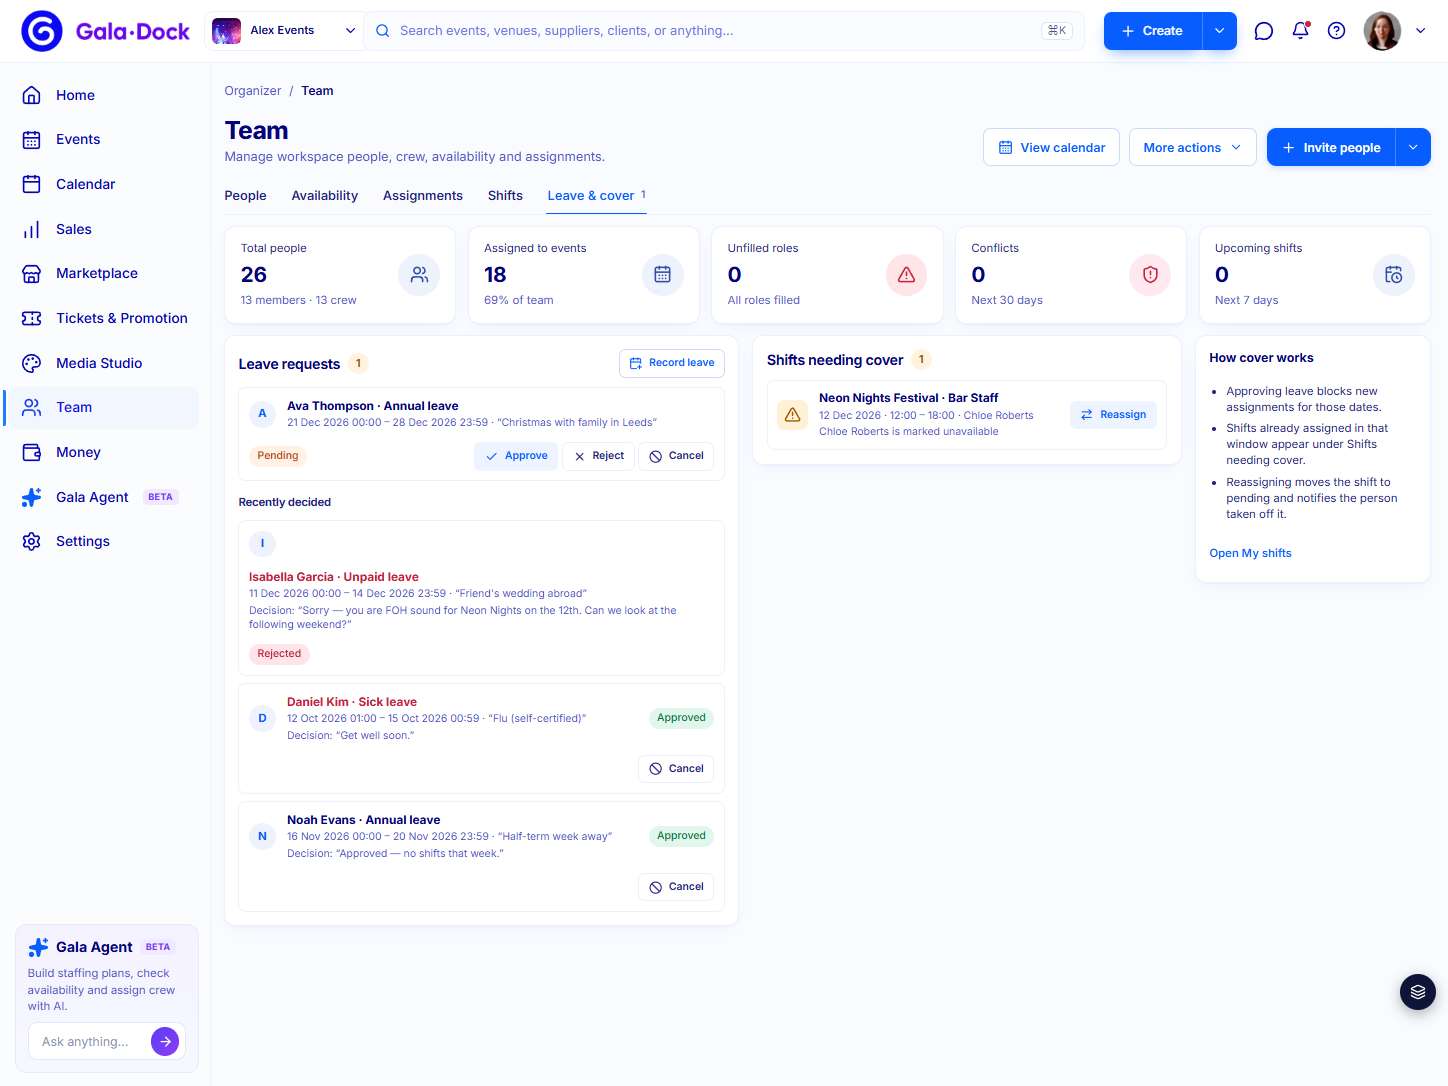 Gala·Dock
Alex Events
Search events, venues, suppliers, clients, or anything...
⌘K
Create
Home
Events
Calendar
Sales
Marketplace
Tickets & Promotion
Media Studio
Team
Money
Gala Agent BETA
Settings
Organizer / Team
Team
Manage workspace people, crew, availability and assignments.
View calendar
More actions
Invite people
People
Availability
Assignments
Shifts
Leave & cover 1
Total people
26
13 members · 13 crew
Assigned to events
18
69% of team
Unfilled roles
0
All roles filled
Conflicts
0
Next 30 days
Upcoming shifts
0
Next 7 days
Leave requests 1
Record leave
A
Ava Thompson · Annual leave
21 Dec 2026 00:00 – 28 Dec 2026 23:59 · “Christmas with family in Leeds”
Pending
Approve
Reject
Cancel
Recently decided
I
Isabella Garcia · Unpaid leave
11 Dec 2026 00:00 – 14 Dec 2026 23:59 · “Friend's wedding abroad”
Decision: “Sorry — you are FOH sound for Neon Nights on the 12th. Can we look at the
following weekend?”
Rejected
D
Daniel Kim · Sick leave
12 Oct 2026 01:00 – 15 Oct 2026 00:59 · “Flu (self-certified)”
Decision: “Get well soon.”
Approved
Cancel
N
Noah Evans · Annual leave
16 Nov 2026 00:00 – 20 Nov 2026 23:59 · “Half-term week away”
Decision: “Approved — no shifts that week.”
Approved
Cancel
Shifts needing cover 1
Neon Nights Festival · Bar Staff
12 Dec 2026 · 12:00 – 18:00 · Chloe Roberts
Chloe Roberts is marked unavailable
Reassign
How cover works
• Approving leave blocks new
assignments for those dates.
• Shifts already assigned in that
window appear under Shifts
needing cover.
• Reassigning moves the shift to
pending and notifies the person
taken off it.
Open My shifts
Gala Agent BETA
Build staffing plans, check
availability and assign crew
with AI.
Ask anything...